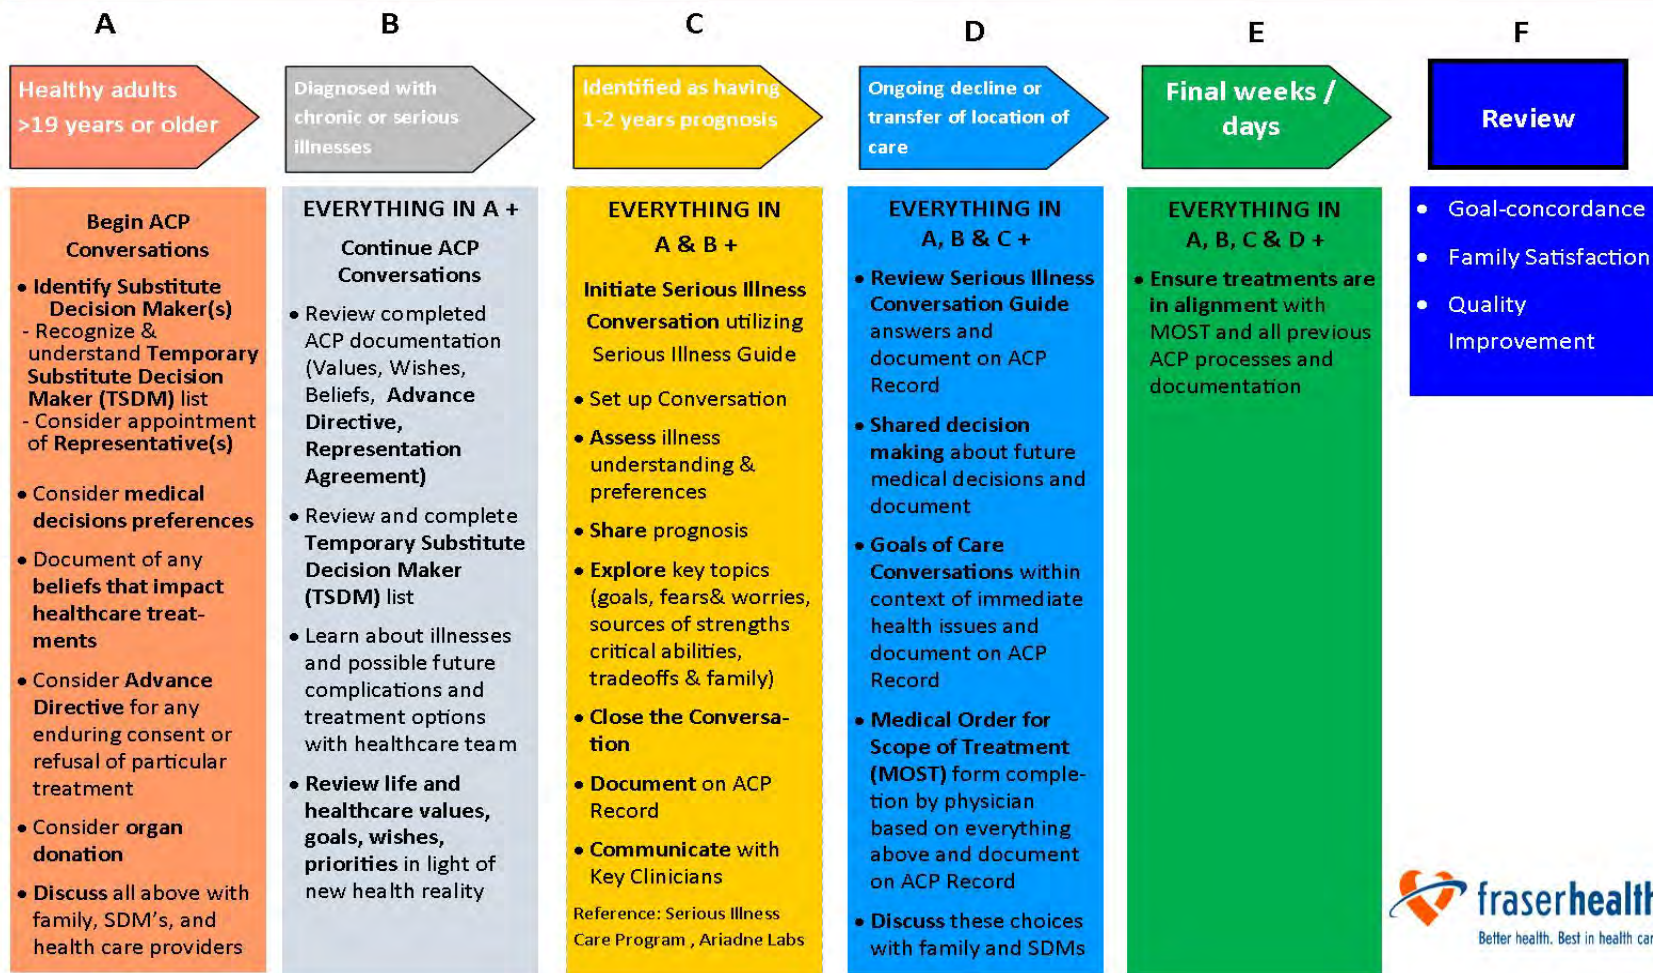 A
Healthy adults
>19 years or older
Begin ACP
Conversations
• Identify Substitute
Decision Maker(s)
- Recognize &
understand Temporary
Substitute Decision
Maker (TSDM) list
- Consider appointment
of Representative(s)
• Consider medical
decisions preferences
• Document of any
beliefs that impact
healthcare treat-
ments
• Consider Advance
Directive for any
enduring consent or
refusal of particular
treatment
• Consider organ
donation
• Discuss all above with
family, SDM's, and
health care providers
B
Diagnosed with
chronic or serious
illnesses
EVERYTHING IN A +
Continue ACP
Conversations
• Review completed
ACP documentation
(Values, Wishes,
Beliefs, Advance
Directive,
Representation
Agreement)
• Review and complete
Temporary Substitute
Decision Maker
(TSDM) list
• Learn about illnesses
and possible future
complications and
treatment options
with healthcare team
• Review life and
healthcare values,
goals, wishes,
priorities in light of
new health reality
C
Identified as having
1-2 years prognosis
EVERYTHING IN
A & B +
Initiate Serious Illness
Conversation utilizing
Serious Illness Guide
• Set up Conversation
• Assess illness
understanding &
preferences
• Share prognosis
• Explore key topics
(goals, fears& worries,
sources of strengths
critical abilities,
tradeoffs & family)
• Close the Conversa-
tion
• Document on ACP
Record
• Communicate with
Key Clinicians
Reference: Serious Illness
Care Program , Ariadne Labs
D
Ongoing decline or
transfer of location of
care
EVERYTHING IN
A, B & C +
• Review Serious Illness
Conversation Guide
answers and
document on ACP
Record
• Shared decision
making about future
medical decisions and
document
• Goals of Care
Conversations within
context of immediate
health issues and
document on ACP
Record
• Medical Order for
Scope of Treatment
(MOST) form comple-
tion by physician
based on everything
above and document
on ACP Record
• Discuss these choices
with family and SDMs
E
Final weeks /
days
EVERYTHING IN
A, B, C & D +
• Ensure treatments are
in alignment with
MOST and all previous
ACP processes and
documentation
F
Review
• Goal-concordance
• Family Satisfaction
• Quality
Improvement
fraserhealth
Better health. Best in health car